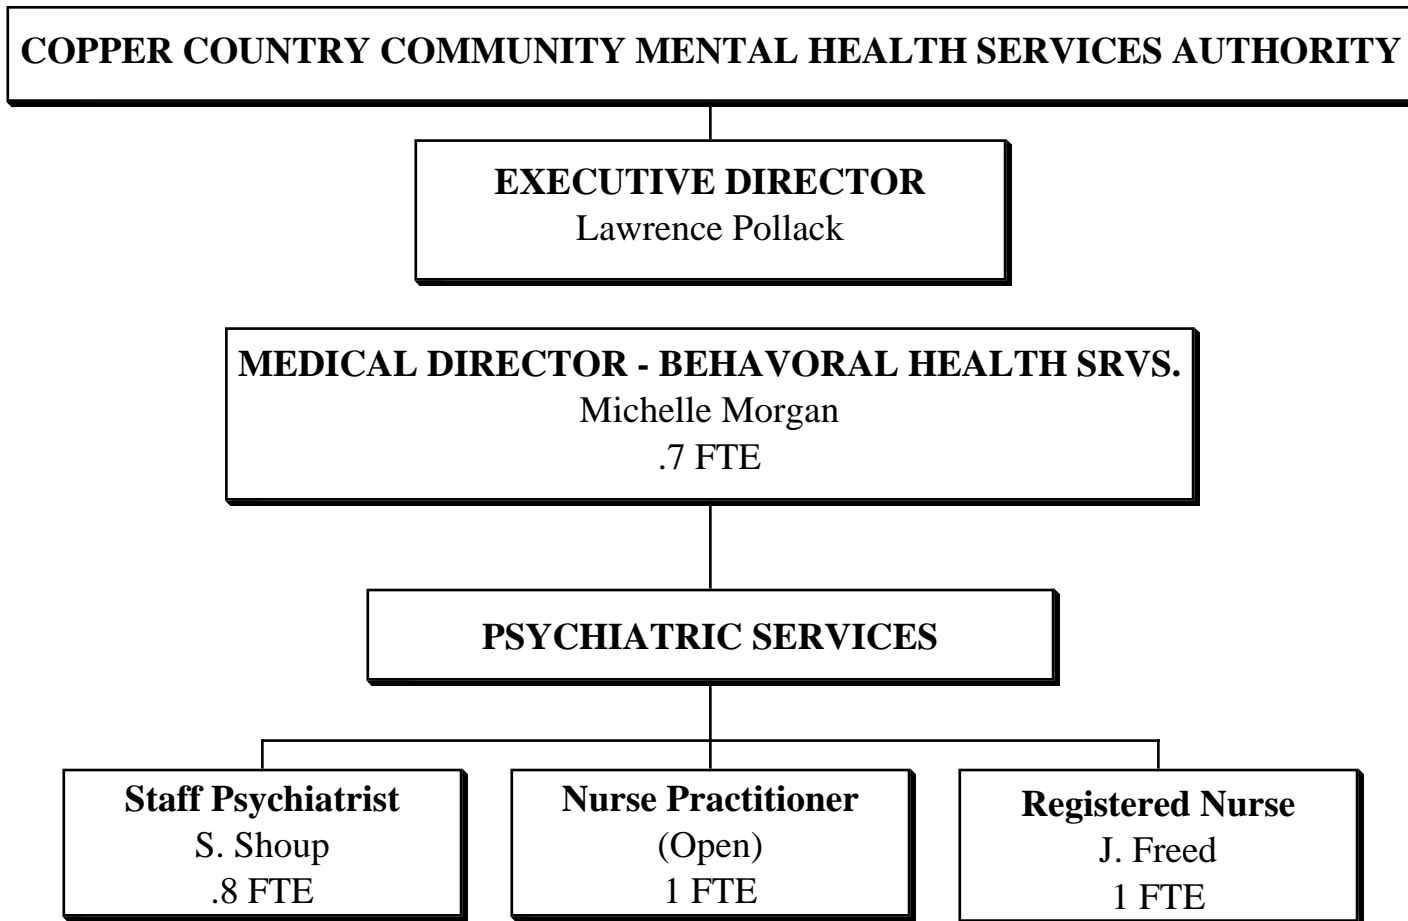 COPPER COUNTRY COMMUNITY MENTAL HEALTH SERVICES AUTHORITY
EXECUTIVE DIRECTOR
Lawrence Pollack
MEDICAL DIRECTOR - BEHAVORAL HEALTH SRVS.
Michelle Morgan
.7 FTE
PSYCHIATRIC SERVICES
Staff Psychiatrist
S. Shoup
.8 FTE
Nurse Practitioner
(Open)
1 FTE
Registered Nurse
J. Freed
1 FTE